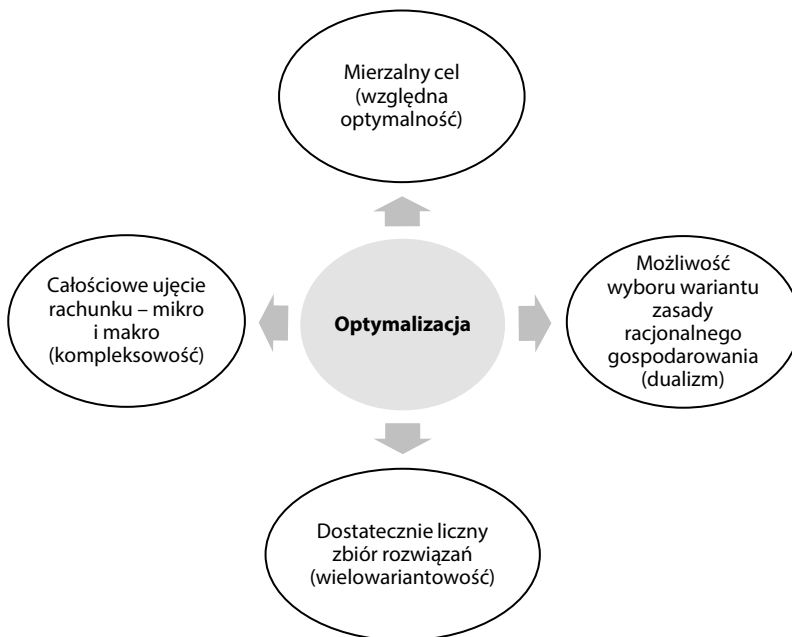 Mierzalny cel
(względna
optymalność)
Całościowe ujęcie
rachunku – mikro
i makro
(kompleksowość)
Optymalizacja
Możliwość
wyboru wariantu
zasady
racjonalnego
gospodarowania
(dualizm)
Dostatecznie liczny
zbiór rozwiązań
(wielowariantowość)